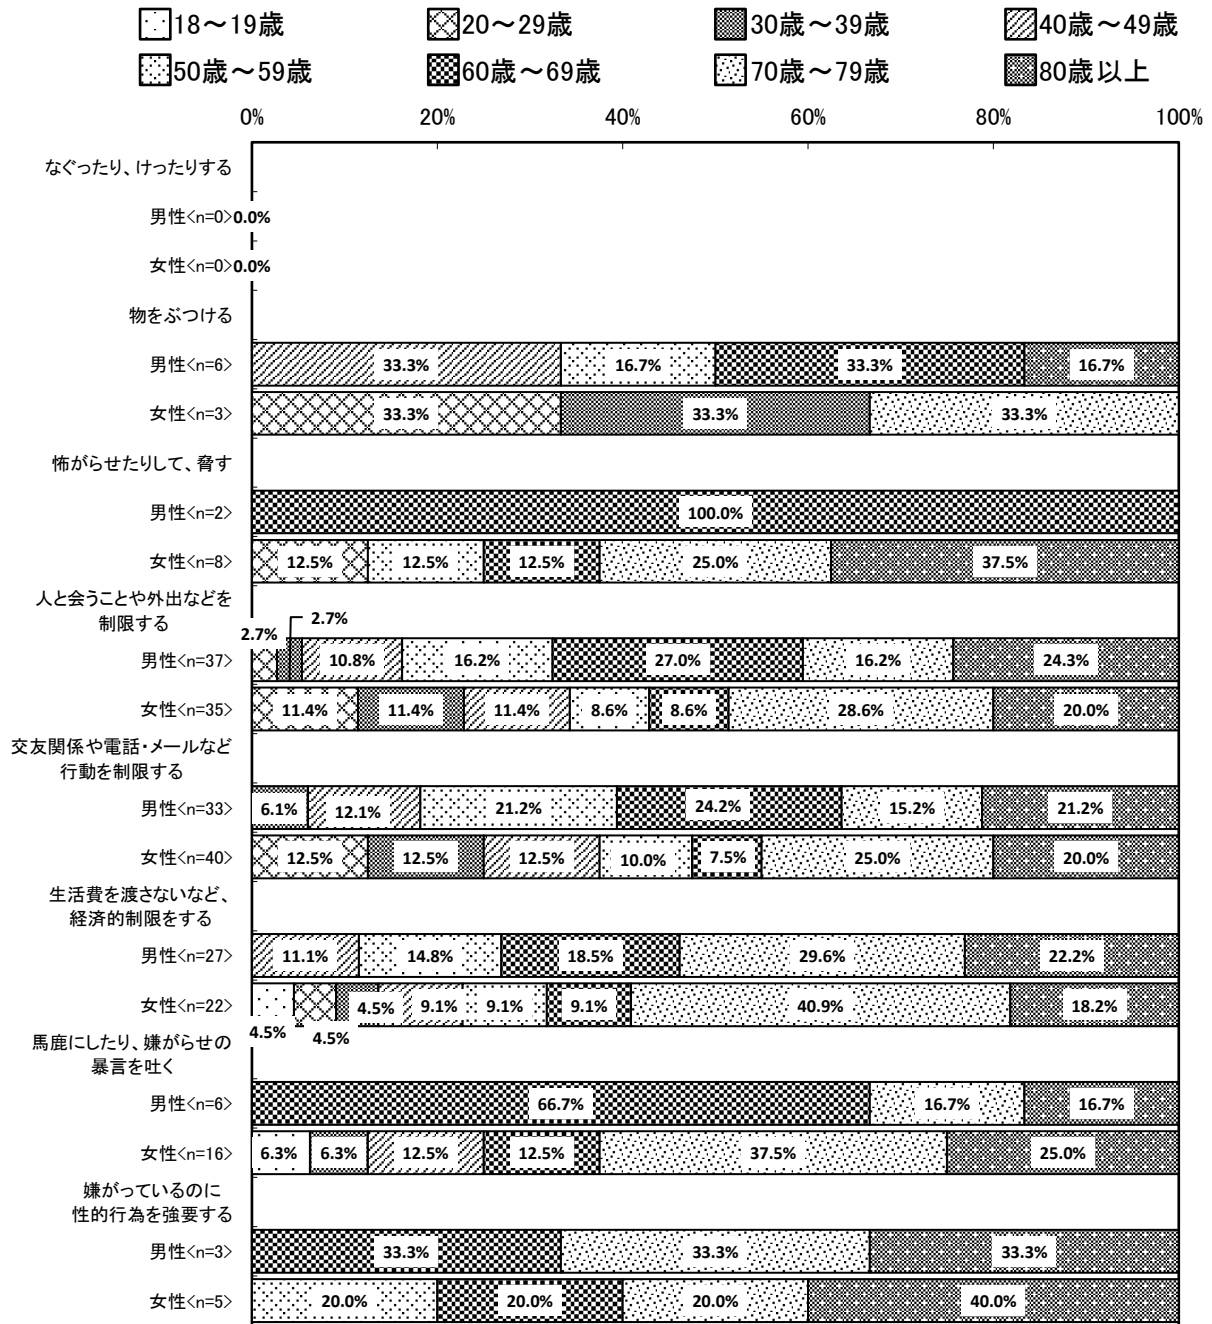 18～19歳 20～29歳 30歳～39歳 40歳～49歳
50歳～59歳 60歳～69歳 70歳～79歳 80歳以上
0% 20% 40% 60% 80% 100%
なぐったり、けったりする
男性<n=0> 0.0%
女性<n=0> 0.0%
物をぶつける
男性<n=6> 33.3% 16.7% 33.3% 16.7%
女性<n=3> 33.3% 33.3% 33.3%
怖がらせたりして、脅す
男性<n=2> 100.0%
女性<n=8> 12.5% 12.5% 12.5% 25.0% 37.5%
人と会うことや外出などを
制限する
2.7% 2.7%
男性<n=37> 10.8% 16.2% 27.0% 16.2% 24.3%
女性<n=35> 11.4% 11.4% 11.4% 8.6% 8.6% 28.6% 20.0%
交友関係や電話・メールなど
行動を制限する
男性<n=33> 6.1% 12.1% 21.2% 24.2% 15.2% 21.2%
女性<n=40> 12.5% 12.5% 12.5% 10.0% 7.5% 25.0% 20.0%
生活費を渡さないなど、
経済的制限をする
男性<n=27> 11.1% 14.8% 18.5% 29.6% 22.2%
女性<n=22> 4.5% 9.1% 9.1% 9.1% 40.9% 18.2%
4.5% 4.5%
馬鹿にしたり、嫌がらせの
暴言を吐く
男性<n=6> 66.7% 16.7% 16.7%
女性<n=16> 6.3% 6.3% 12.5% 12.5% 37.5% 25.0%
嫌がっているのに
性的行為を強要する
男性<n=3> 33.3% 33.3% 33.3%
女性<n=5> 20.0% 20.0% 20.0% 40.0%